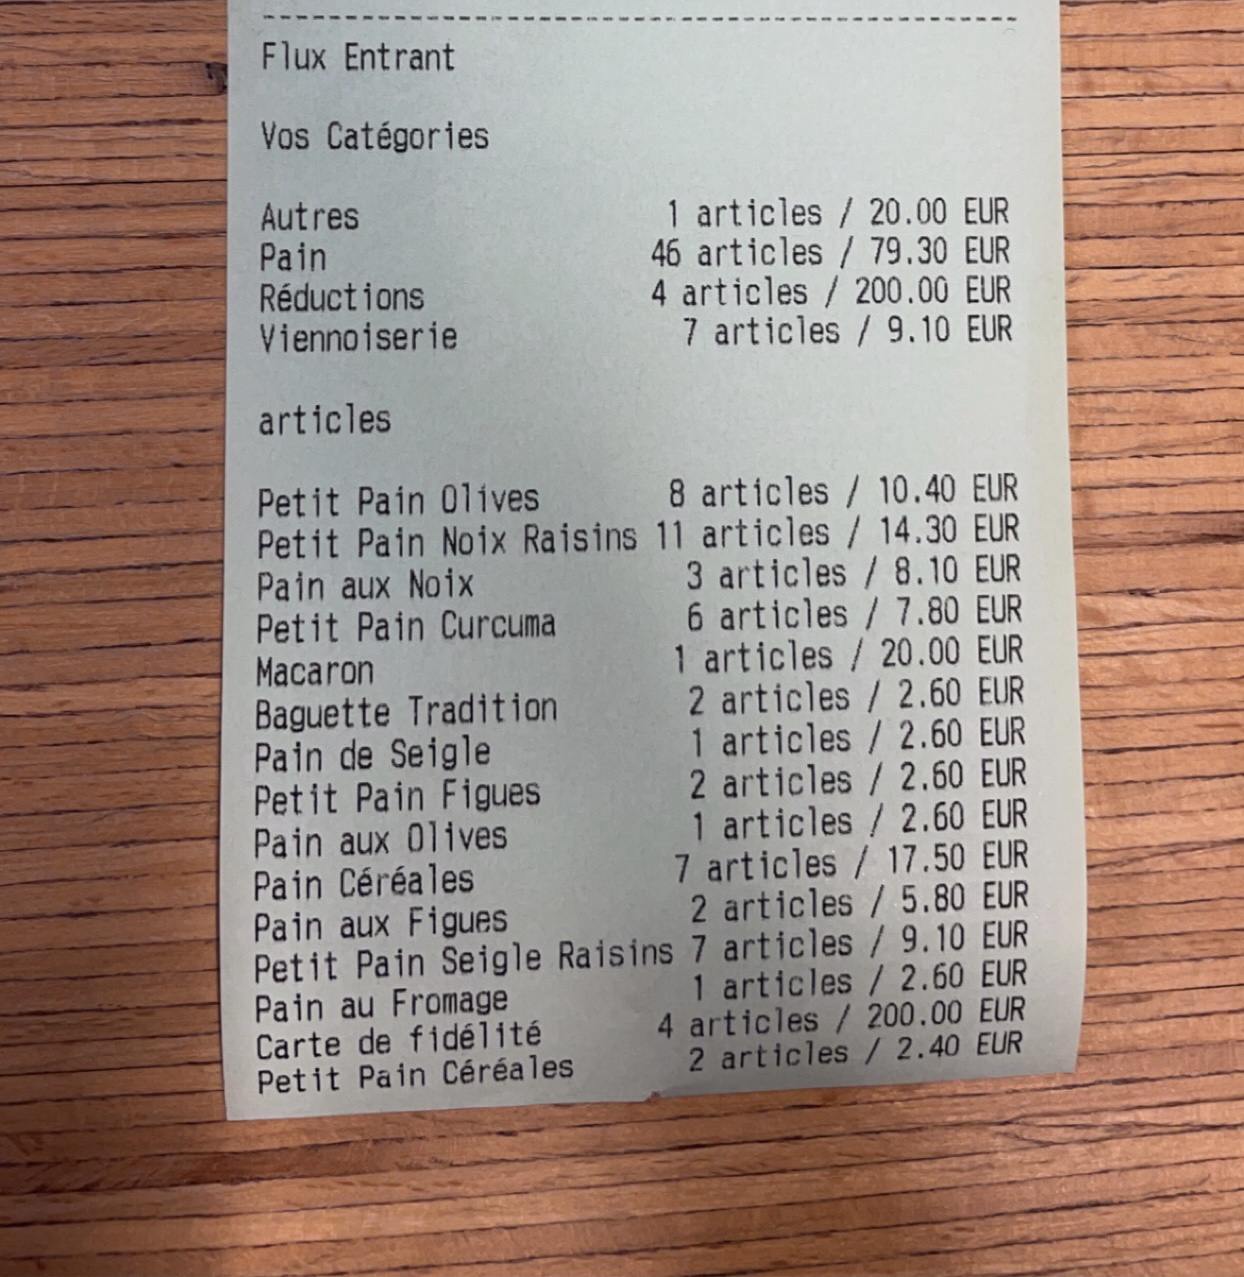 Flux Entrant
Vos Catégories
Autres 1 articles / 20.00 EUR
Pain 46 articles / 79.30 EUR
Réductions 4 articles / 200.00 EUR
Viennoiserie 7 articles / 9.10 EUR
articles
Petit Pain Olives 8 articles / 10.40 EUR
Petit Pain Noix Raisins 11 articles / 14.30 EUR
Pain aux Noix 3 articles / 8.10 EUR
Petit Pain Curcuma 6 articles / 7.80 EUR
Macaron 1 articles / 20.00 EUR
Baguette Tradition 2 articles / 2.60 EUR
Pain de Seigle 1 articles / 2.60 EUR
Petit Pain Figues 2 articles / 2.60 EUR
Pain aux Olives 1 articles / 2.60 EUR
Pain Céréales 7 articles / 17.50 EUR
Pain aux Figues 2 articles / 5.80 EUR
Petit Pain Seigle Raisins 7 articles / 9.10 EUR
Pain au Fromage 1 articles / 2.60 EUR
Carte de fidélité 4 articles / 200.00 EUR
Petit Pain Céréales 2 articles / 2.40 EUR